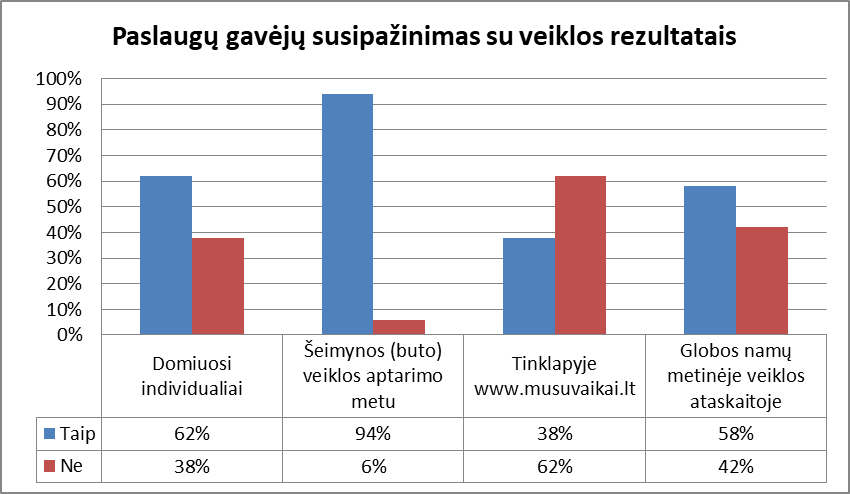 Paslaugų gavėjų susipažinimas su veiklos rezultatais
100%
90%
80%
70%
60%
50%
40%
30%
20%
10%
0%
Domiuosi
individualiai
Šeimynos (buto)
veiklos aptarimo
metu
Tinklapyje
www.musuvaikai.lt
Globos namų
metinėje veiklos
ataskaitoje
Taip 62% 94% 38% 58%
Ne 38% 6% 62% 42%